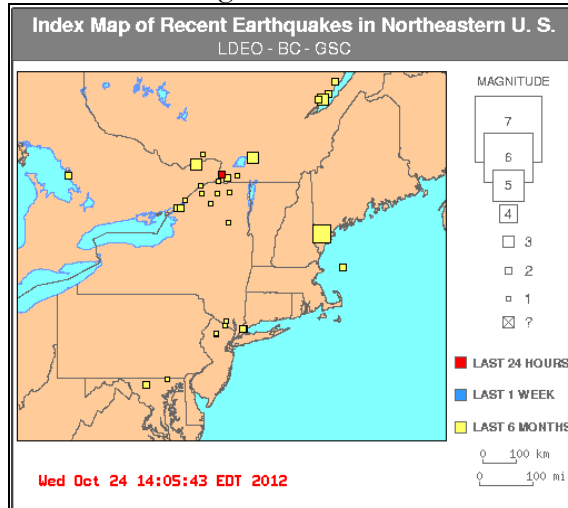 Index Map of Recent Earthquakes in Northeastern U. S.
LDEO - BC - GSC
MAGNITUDE
7
6
5
4
3
2
1
?
LAST 24 HOURS
LAST 1 WEEK
LAST 6 MONTHS
0 100 km
0 100 mi
Wed Oct 24 14:05:43 EDT 2012